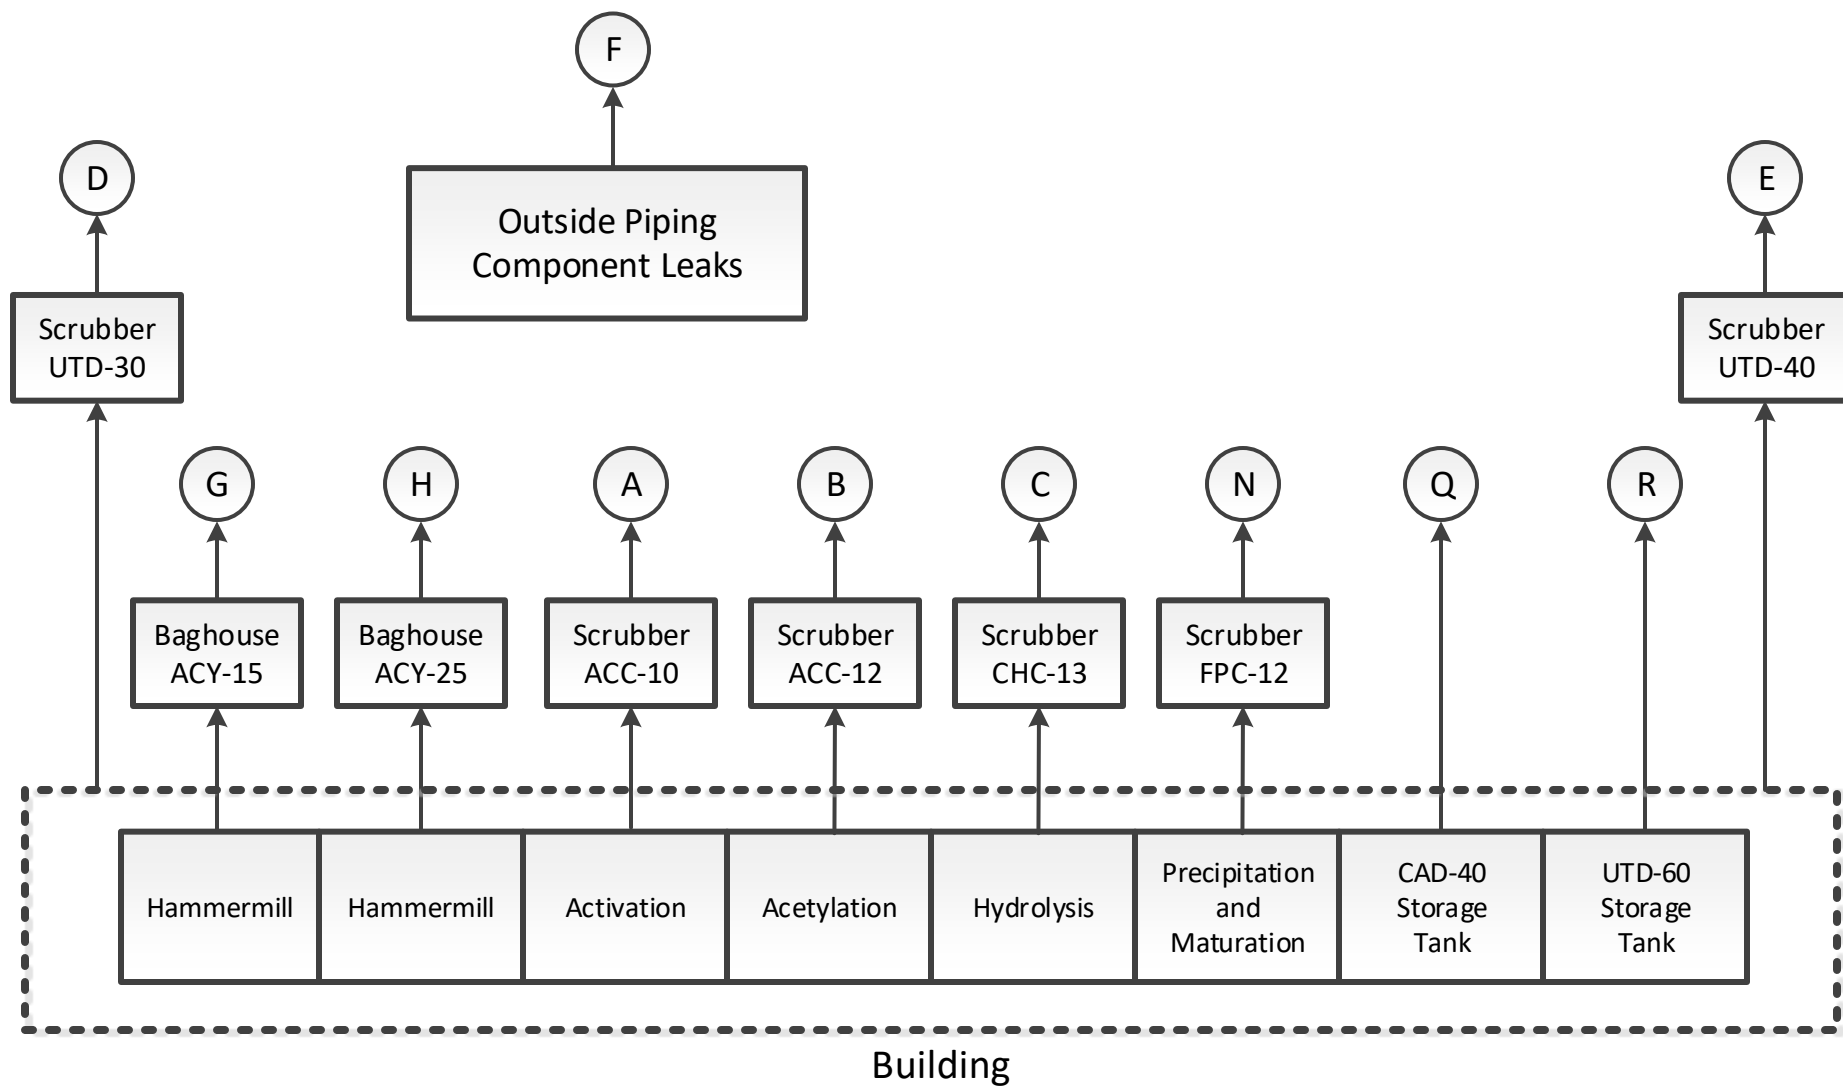 F
D
E
Outside Piping
Component Leaks
Scrubber
UTD-30
Scrubber
UTD-40
G
H
A
B
C
N
Q
R
Baghouse
ACY-15
Baghouse
ACY-25
Scrubber
ACC-10
Scrubber
ACC-12
Scrubber
CHC-13
Scrubber
FPC-12
Hammermill
Hammermill
Activation
Acetylation
Hydrolysis
Precipitation
and
Maturation
CAD-40
Storage
Tank
UTD-60
Storage
Tank
Building